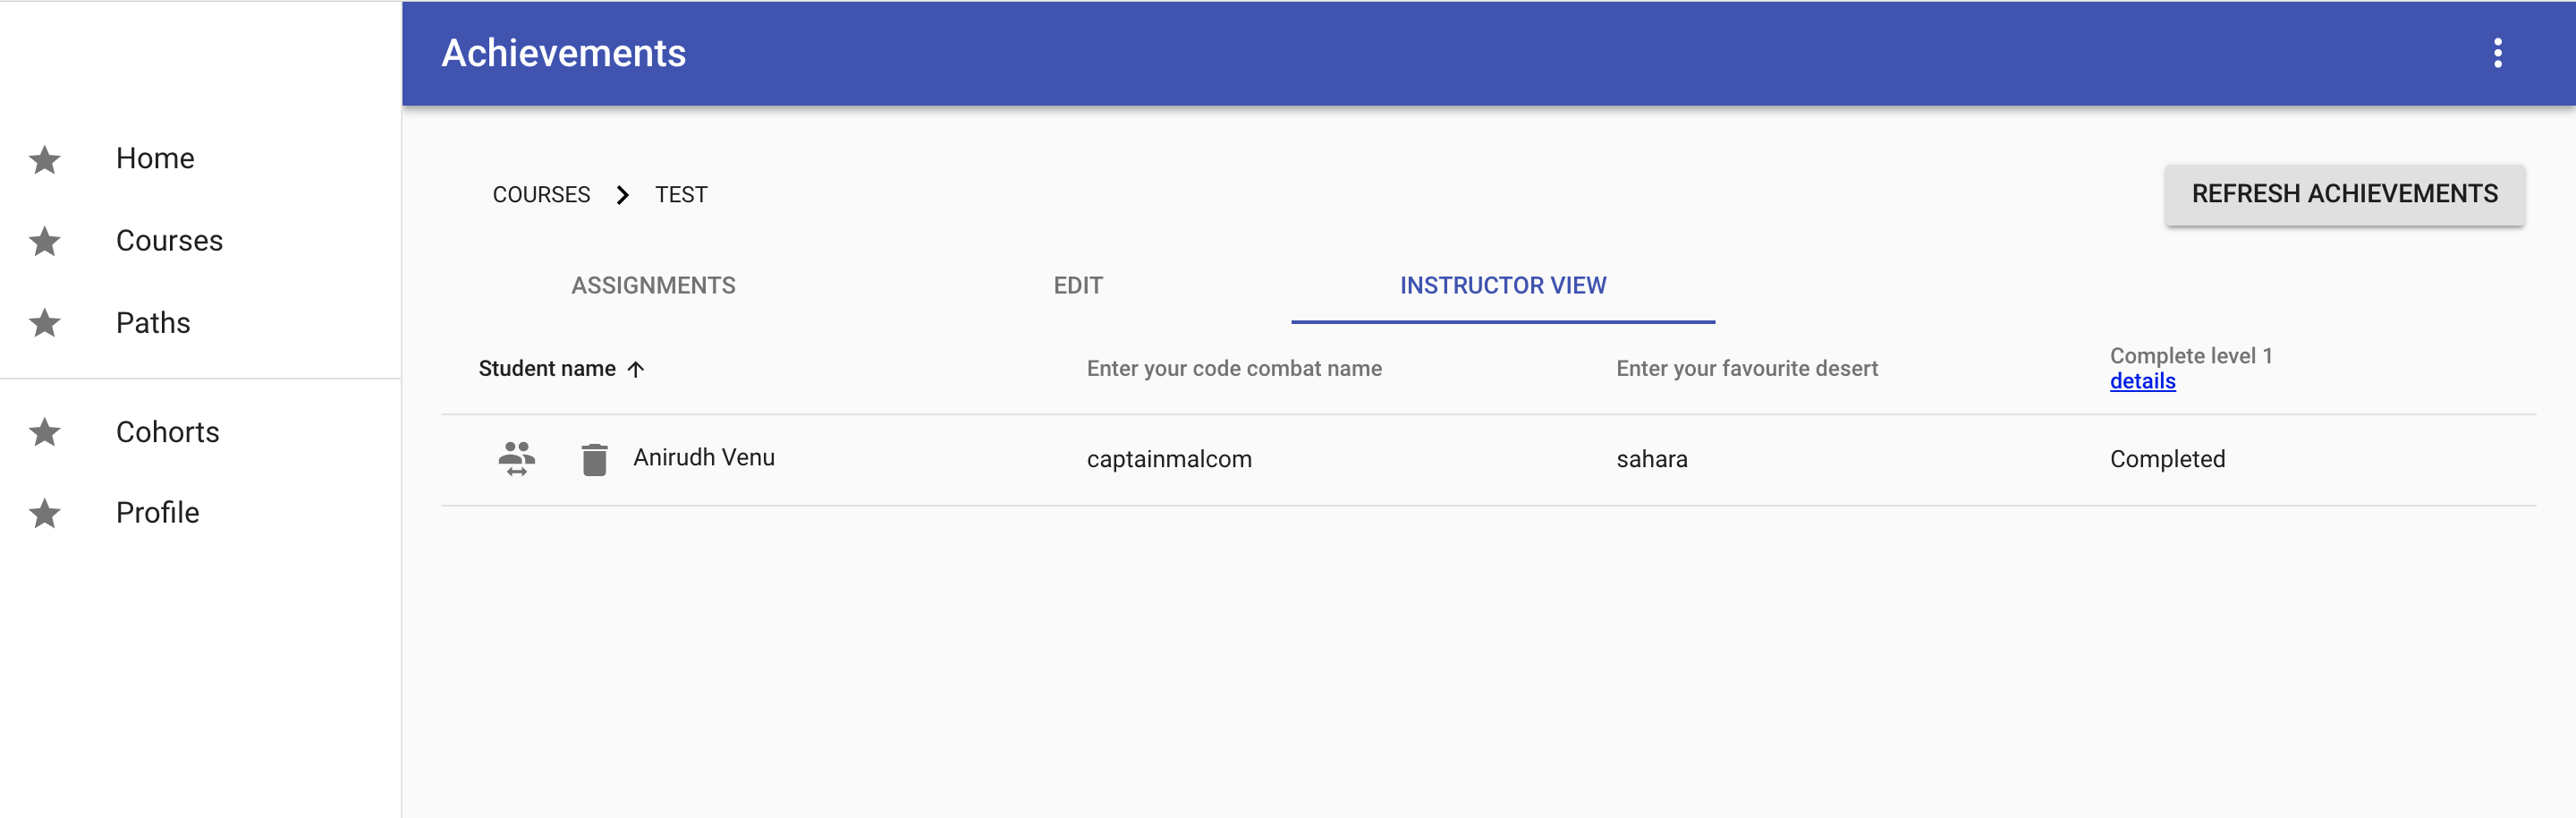 Achievements
Home
Courses
Paths
Cohorts
Profile
COURSES
TEST
REFRESH ACHIEVEMENTS
ASSIGNMENTS
EDIT
INSTRUCTOR VIEW
Student name
Enter your code combat name
Enter your favourite desert
Complete level 1
details
Anirudh Venu
captainmalcom
sahara
Completed